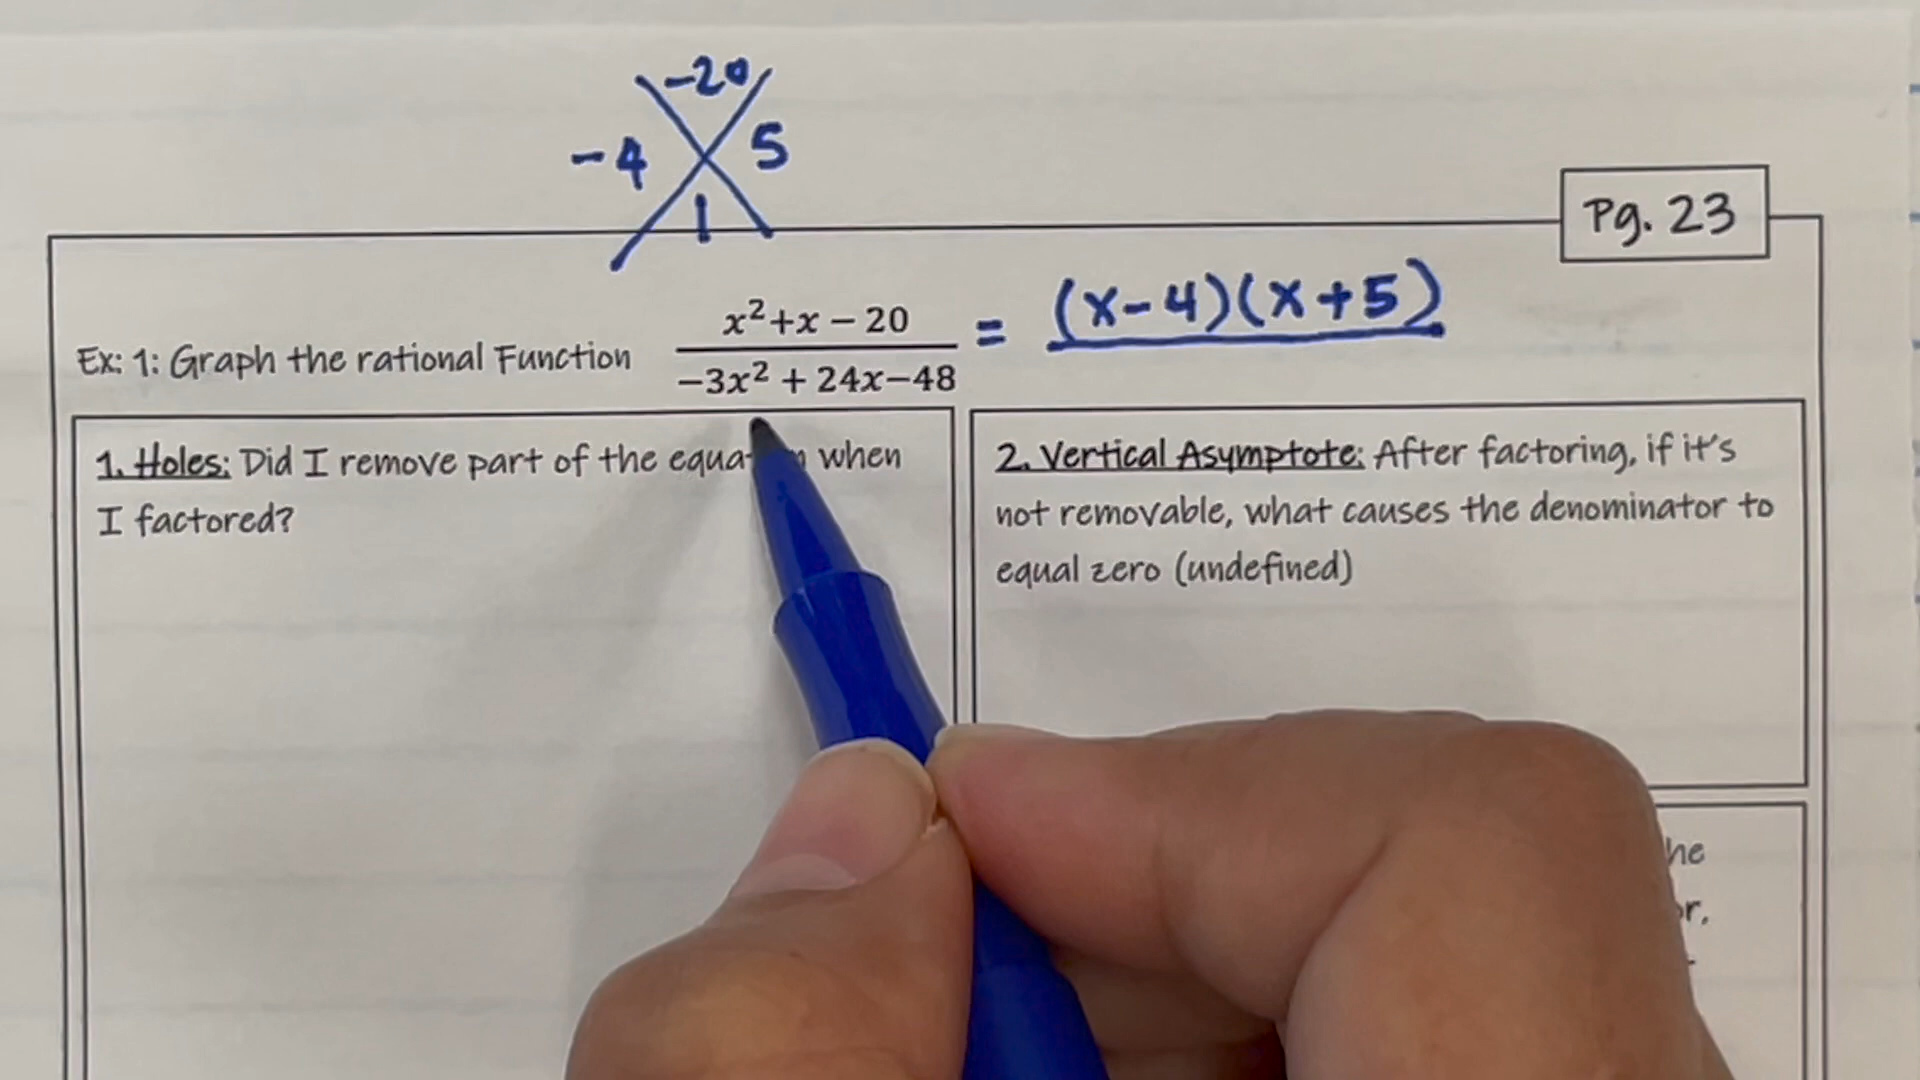 -20
-4 5
1
Pg. 23
Ex: 1: Graph the rational Function x²+x − 20 / −3x² + 24x−48 = (x-4)(x+5)
1. Holes: Did I remove part of the equat when
I factored?
2. Vertical Asymptote: After factoring, if it's
not removable, what causes the denominator to
equal zero (undefined)